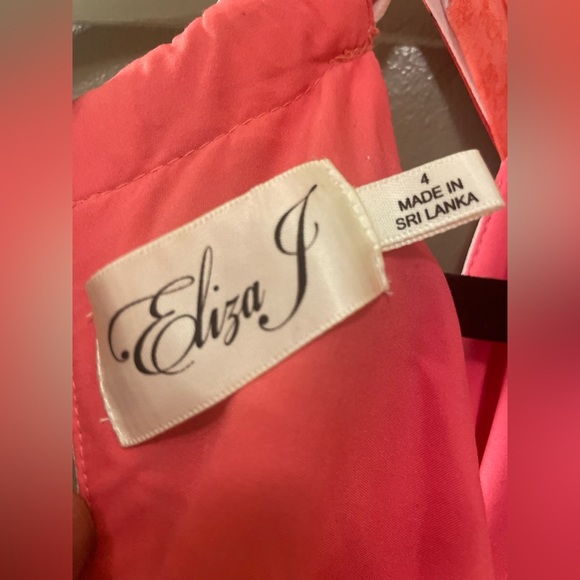 Eliza J
4
MADE IN
SRI LANKA